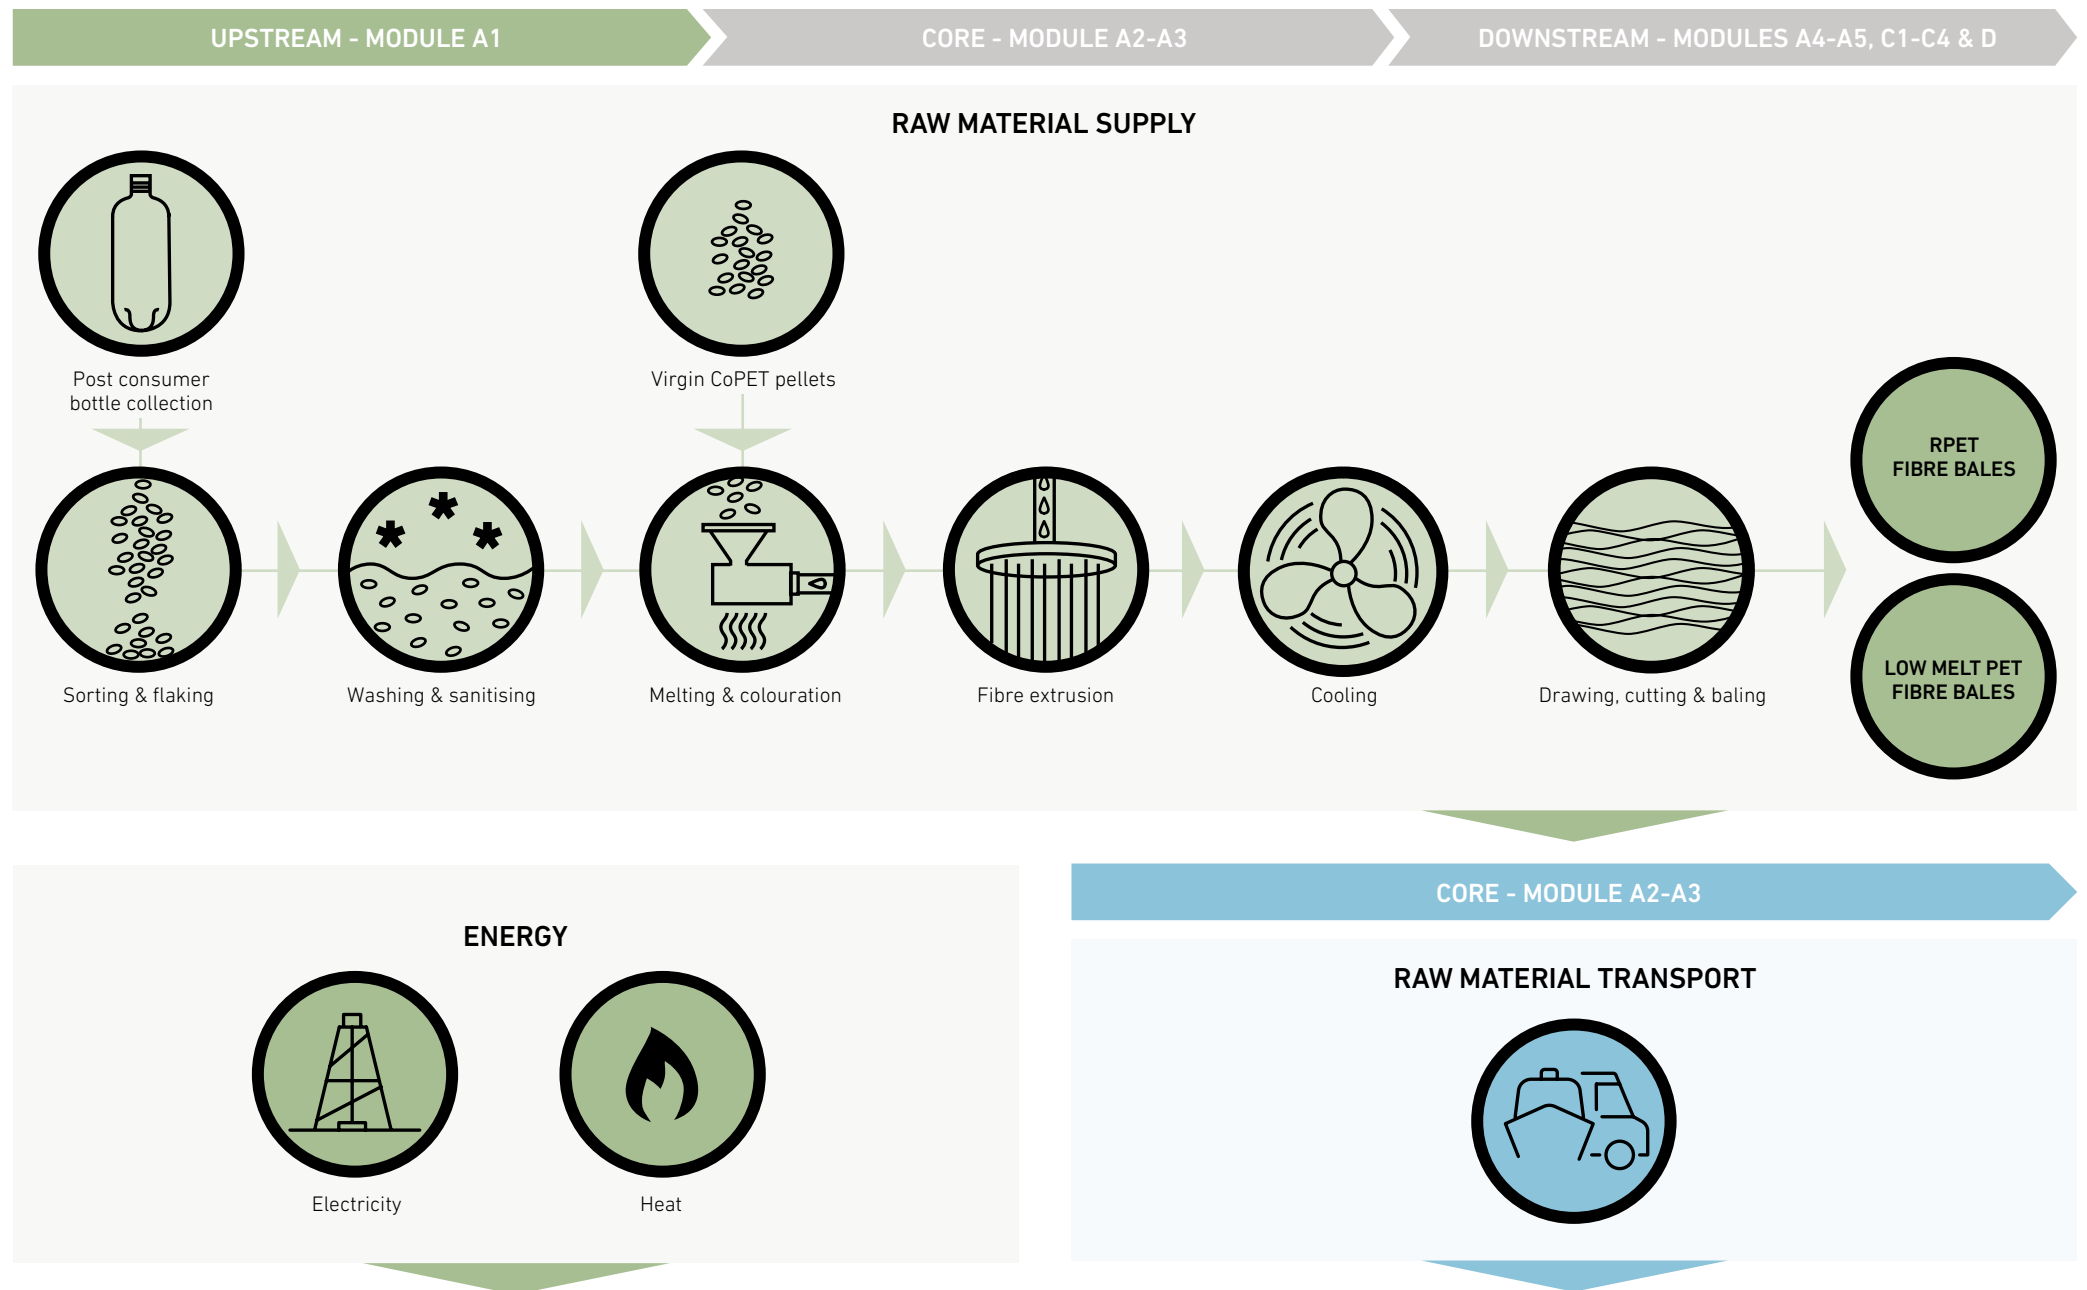 UPSTREAM - MODULE A1
CORE - MODULE A2-A3
DOWNSTREAM - MODULES A4-A5, C1-C4 & D
RAW MATERIAL SUPPLY
Post consumer
bottle collection
Virgin CoPET pellets
Sorting & flaking
Washing & sanitising
Melting & colouration
Fibre extrusion
Cooling
Drawing, cutting & baling
RPET
FIBRE BALES
LOW MELT PET
FIBRE BALES
ENERGY
Electricity
Heat
CORE - MODULE A2-A3
RAW MATERIAL TRANSPORT